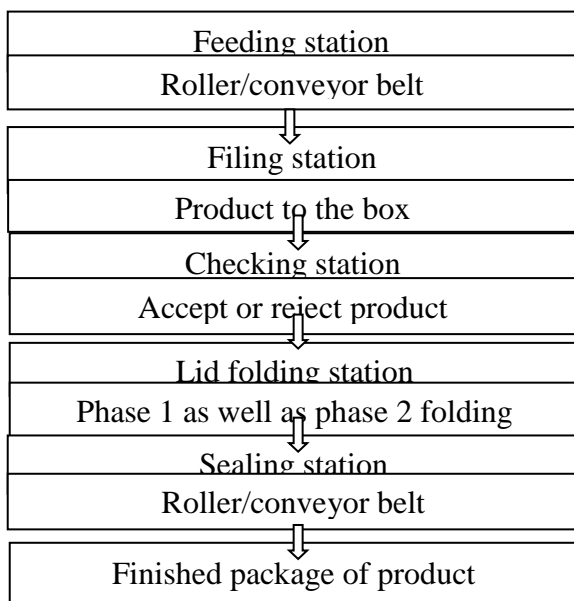 Feeding station
Roller/conveyor belt
Filing station
Product to the box
Checking station
Accept or reject product
Lid folding station
Phase 1 as well as phase 2 folding
Sealing station
Roller/conveyor belt
Finished package of product